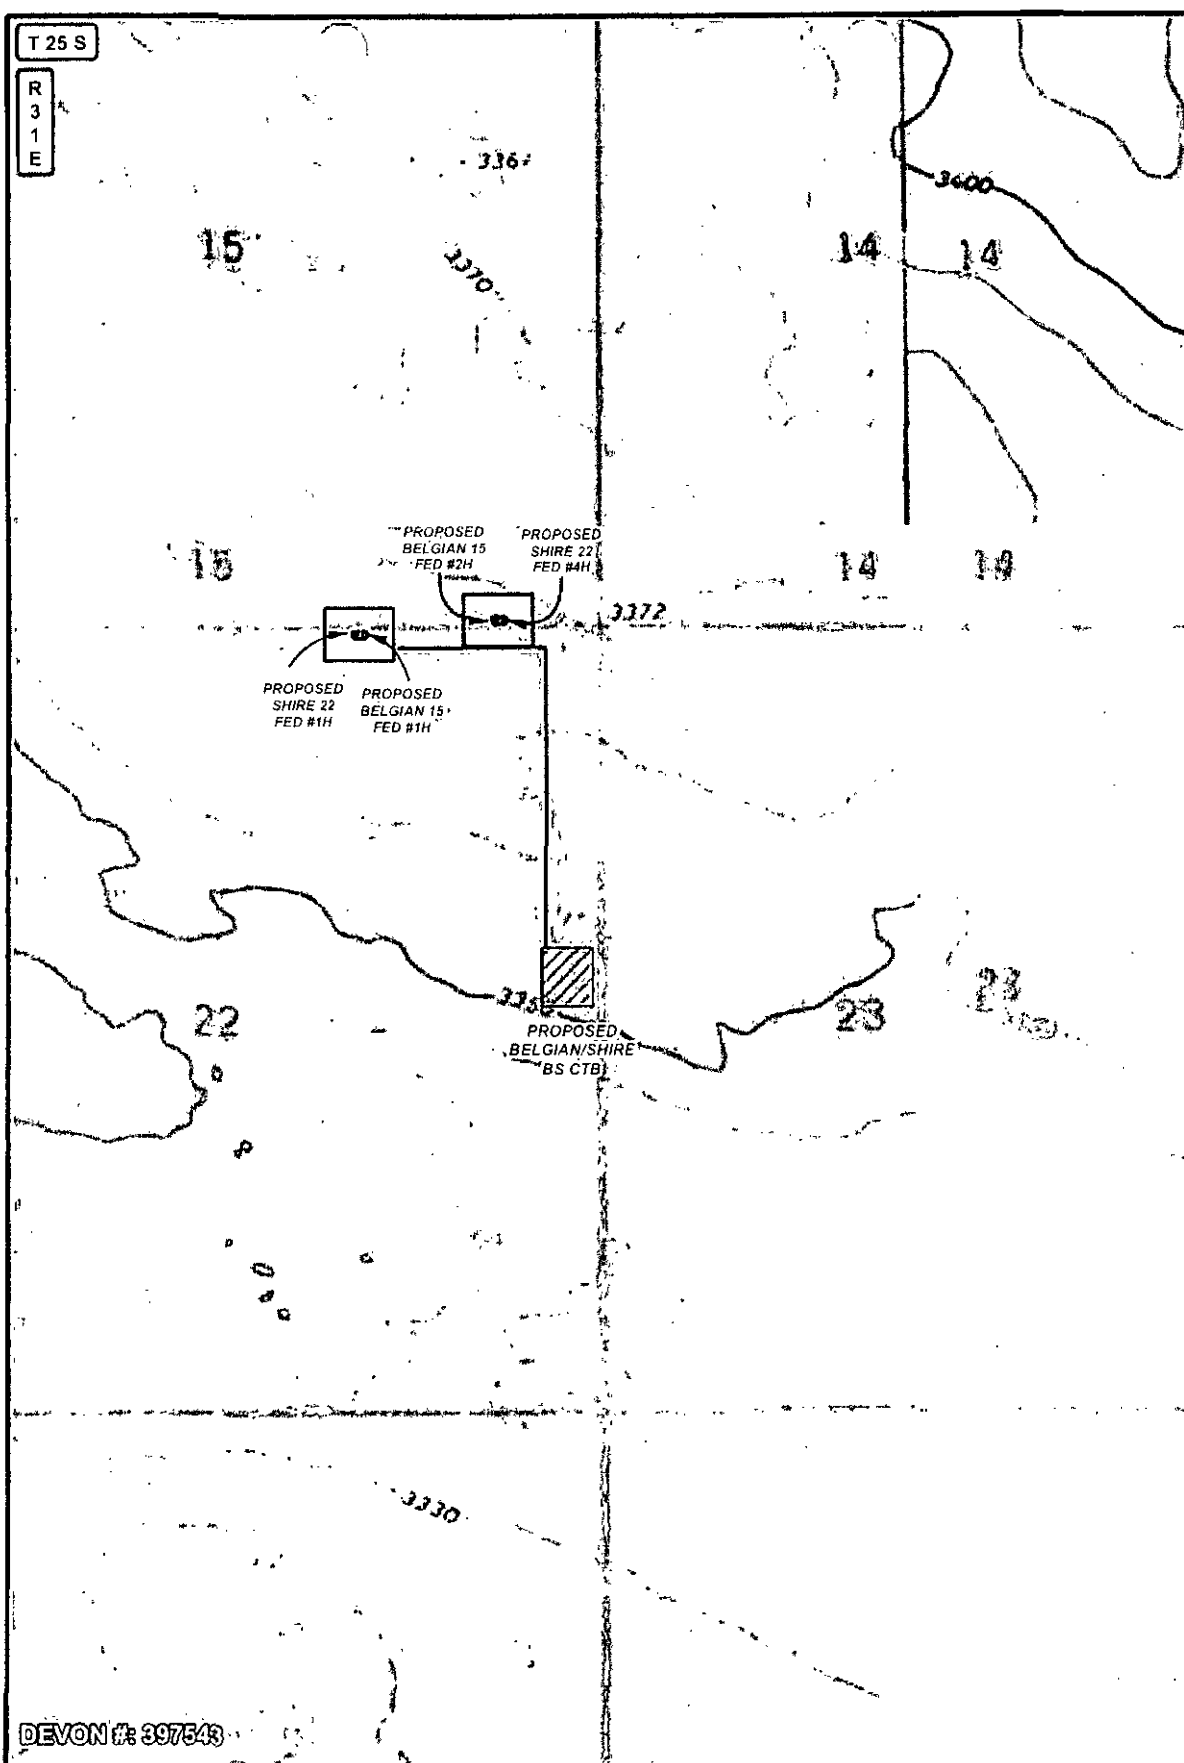 T 25 S
R
3
1
E
3600
15
14
14
3370
PROPOSED
BELGIAN 15
FED #2H
PROPOSED
SHIRE 22
FED #4H
15
14
14
3372
PROPOSED
SHIRE 22
FED #1H
PROPOSED
BELGIAN 15
FED #1H
22
23
23
PROPOSED
BELGIAN/SHIRE
BS CTB
3330
DEVON #: 397543